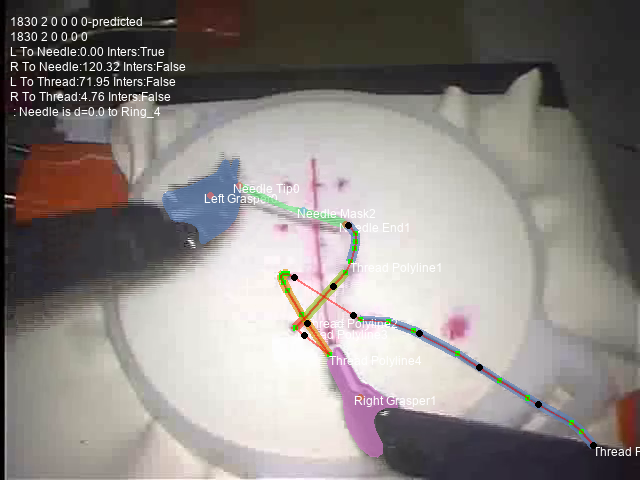 1830 2 0 0 0 0-predicted
1830 2 0 0 0 0
L To Needle:0.00 Inters:True
R To Needle:120.32 Inters:False
L To Thread:71.95 Inters:False
R To Thread:4.76 Inters:False
: Needle is d=0.0 to Ring_4
Needle Tip0
Left Grasper0
Needle Mask2
Needle End1
Thread Polyline1
Thread Polyline2
Thread Polyline4
Right Grasper1
Thread P